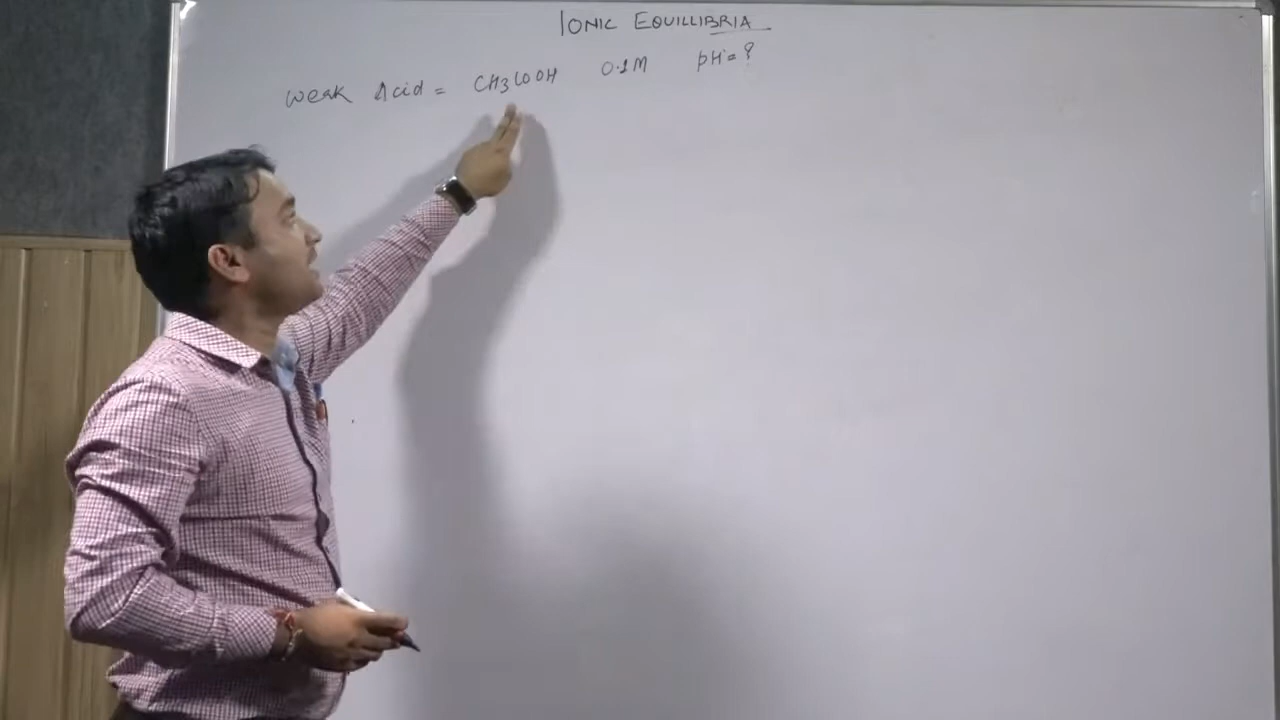 IONIC EQUILLIBRIA
Weak Acid = CH3COOH 0.1M pH=?